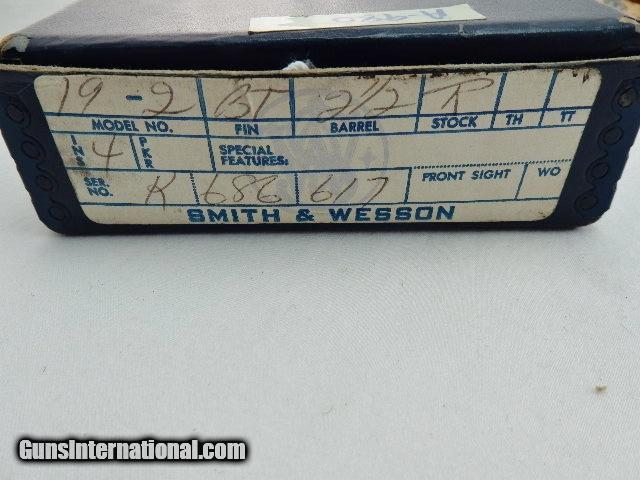 19-2 BT 2 1/2 R
MODEL NO. FIN BARREL STOCK TH TT
INS 4 PKR SPECIAL FEATURES:
SER. NO. K 686 617 FRONT SIGHT WO
SMITH & WESSON
GunsInternational.com